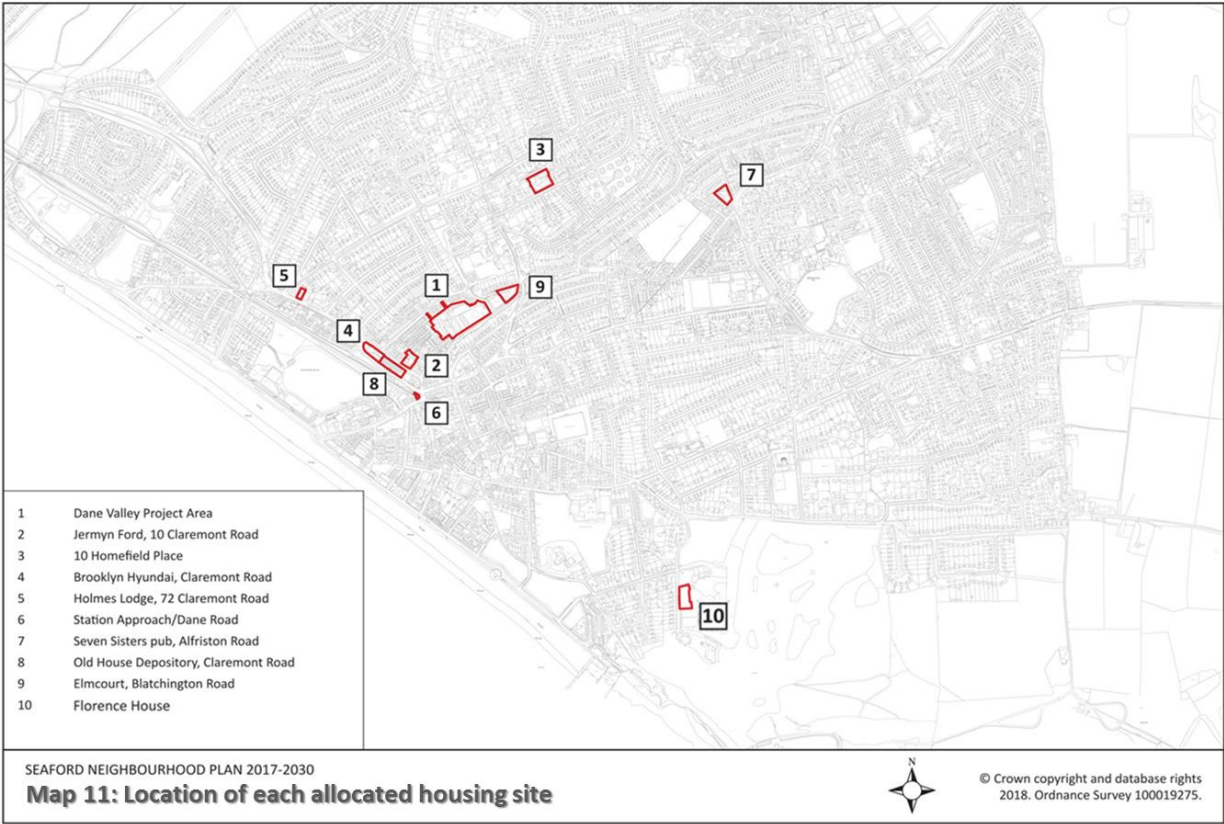 3
7
5
1
9
4
2
8
6
10
1 Dane Valley Project Area
2 Jermyn Ford, 10 Claremont Road
3 10 Homefield Place
4 Brooklyn Hyundai, Claremont Road
5 Holmes Lodge, 72 Claremont Road
6 Station Approach/Dane Road
7 Seven Sisters pub, Alfriston Road
8 Old House Depository, Claremont Road
9 Elmcourt, Blatchington Road
10 Florence House
SEAFORD NEIGHBOURHOOD PLAN 2017-2030
Map 11: Location of each allocated housing site
N
© Crown copyright and database rights
2018. Ordnance Survey 100019275.